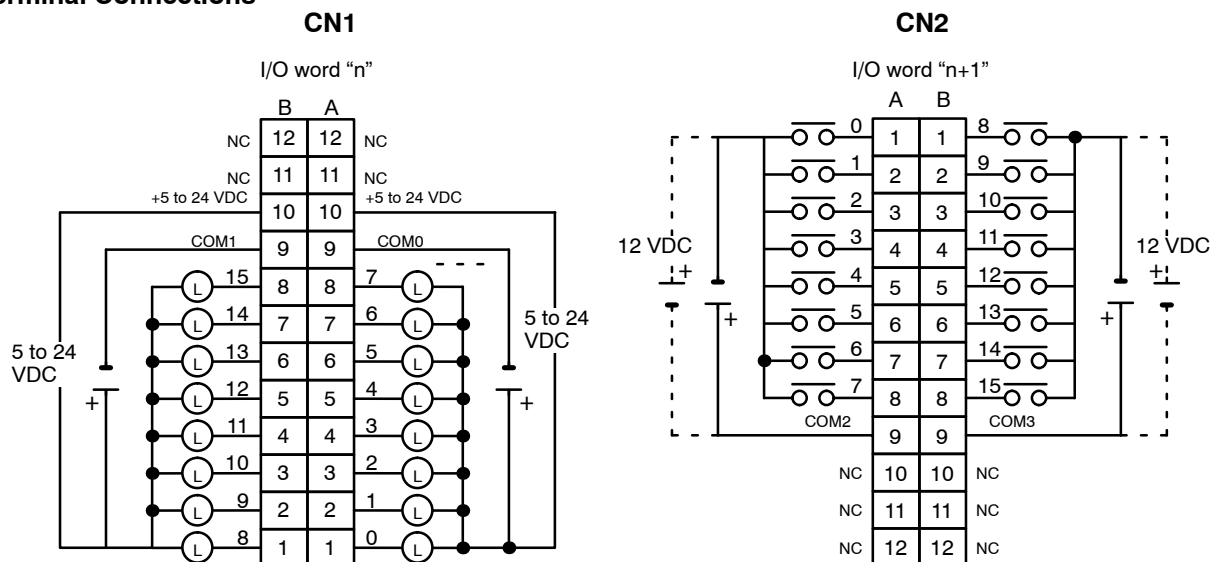 Terminal Connections
CN1 CN2
I/O word “n” I/O word “n+1”
B A A B
NC 12 12 NC 0 1 1 8
NC 11 11 NC 1 2 2 9
+5 to 24 VDC 10 10 +5 to 24 VDC 2 3 3 10
COM1 9 9 COM0 3 4 4 11
12 VDC 12 VDC
15 8 8 7 4 5 5 12
L L + + + +
14 7 7 6 5 6 6 13
L L
5 to 24 VDC 5 to 24 VDC
13 6 6 5 6 7 7 14
L L
12 5 5 4 7 8 8 15
L L + +
11 4 4 3 COM2 9 9 COM3
L L
10 3 3 2 NC 10 10 NC
L L
9 2 2 1 NC 11 11 NC
L L
8 1 1 0 NC 12 12 NC
L L